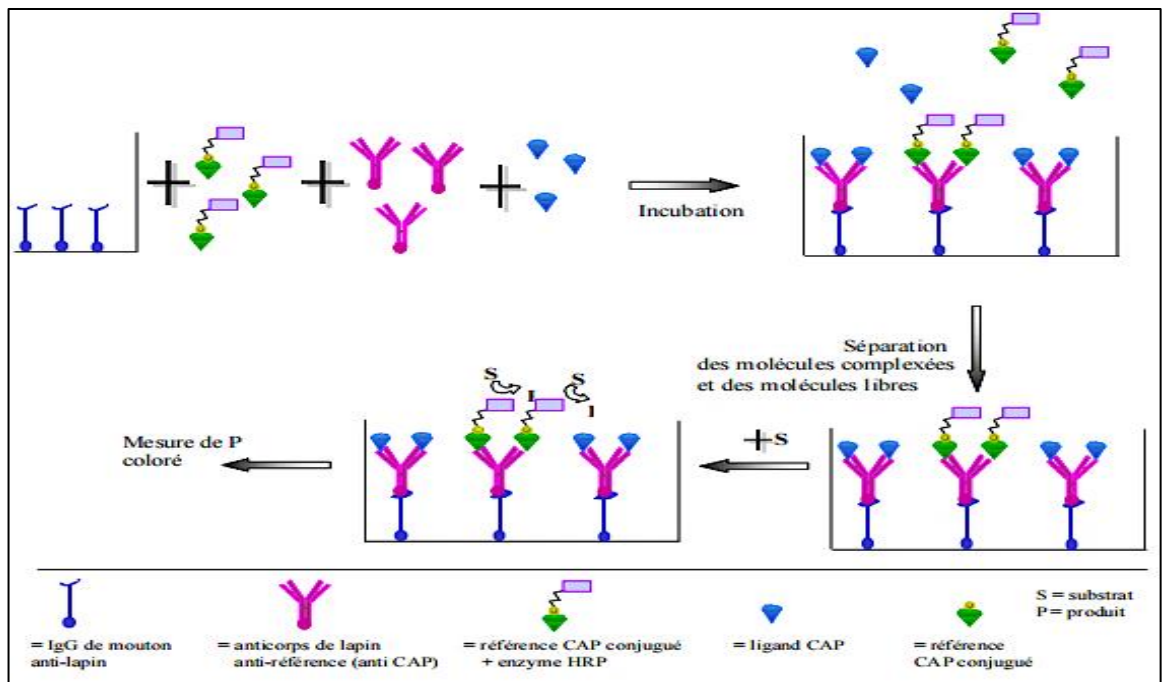 Incubation
Séparation
des molécules complexées
et des molécules libres
S
S
+S
Mesure de P
coloré
S = substrat
P = produit
= IgG de mouton
anti-lapin
= anticorps de lapin
anti-référence (anti CAP)
= référence CAP conjugué
+ enzyme HRP
= ligand CAP
= référence
CAP conjugué